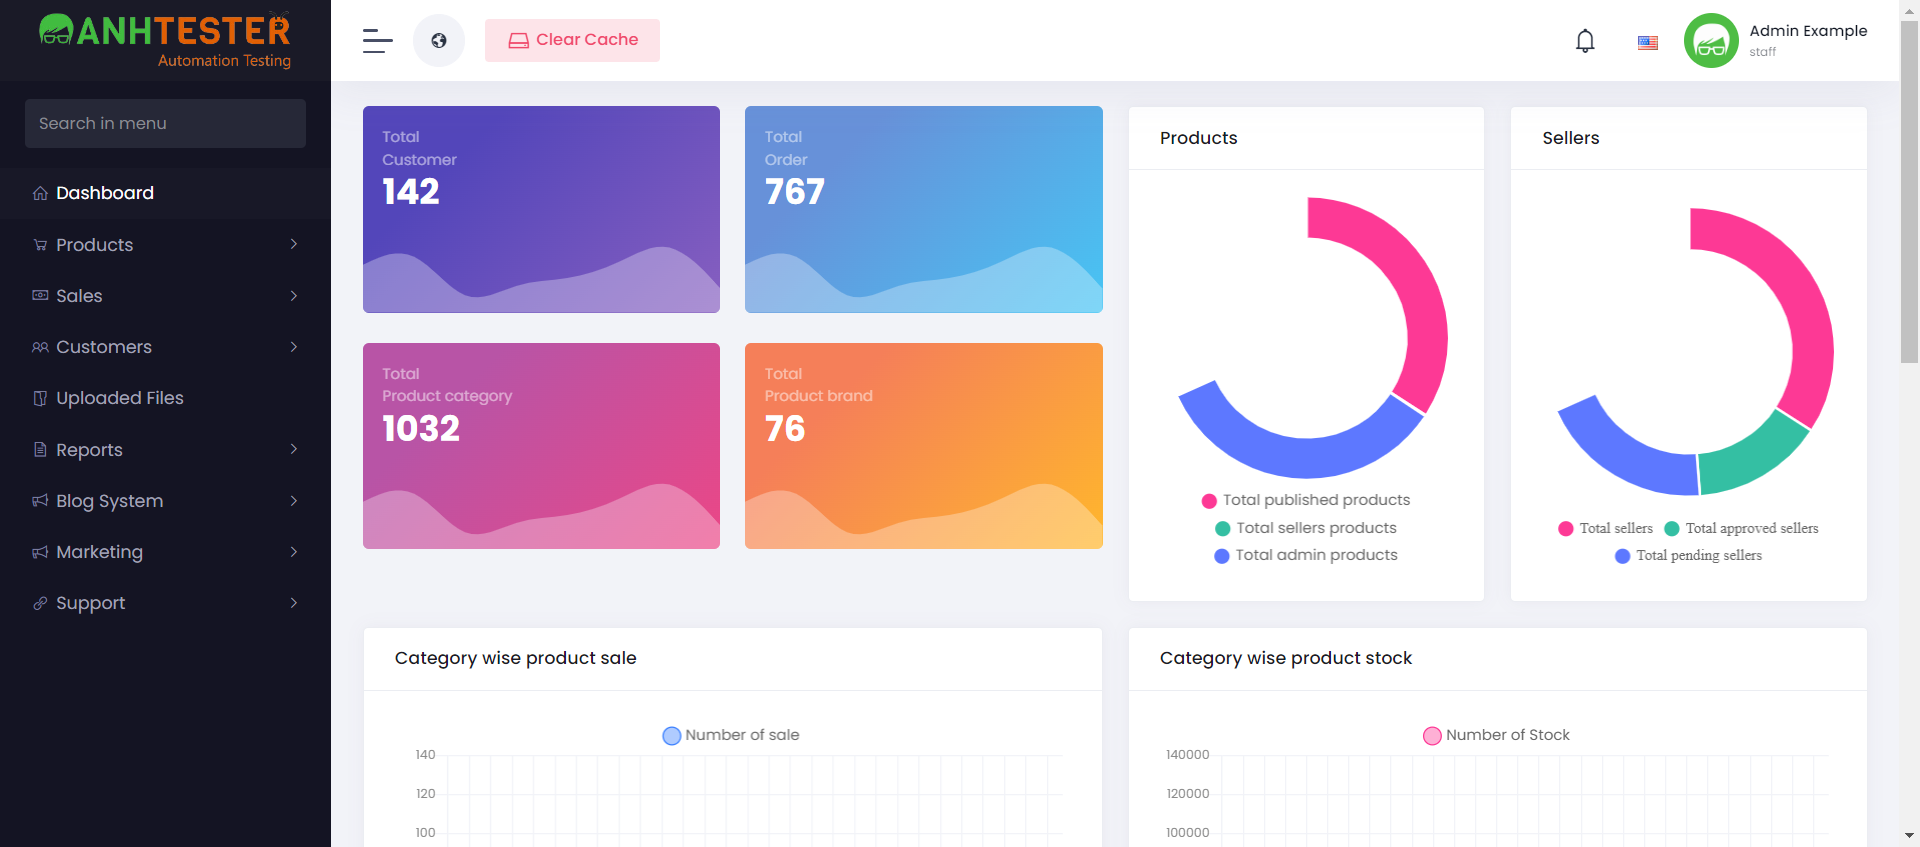 ANHTESTER
Automation Testing
Search in menu
Dashboard
Products
Sales
Customers
Uploaded Files
Reports
Blog System
Marketing
Support
Clear Cache
Admin Example
staff
Total
Customer
142
Total
Order
767
Total
Product category
1032
Total
Product brand
76
Products
Total published products
Total sellers products
Total admin products
Sellers
Total sellers Total approved sellers
Total pending sellers
Category wise product sale
Number of sale
140
120
100
Category wise product stock
Number of Stock
140000
120000
100000